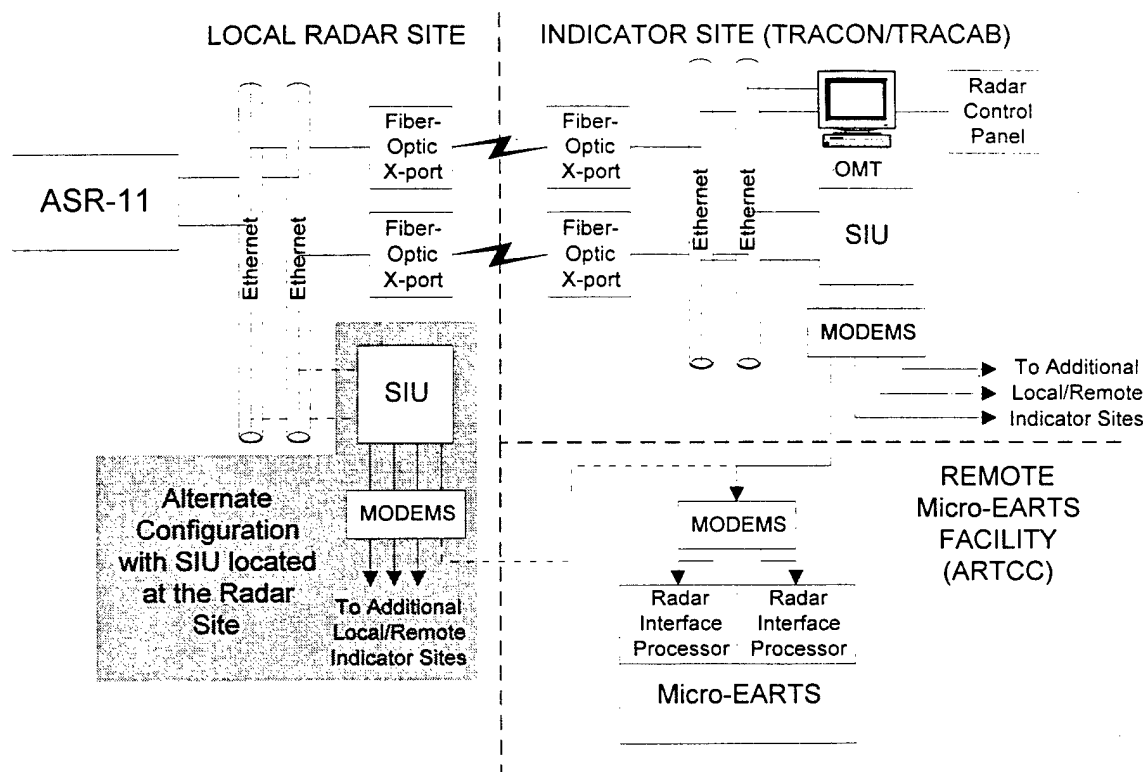 LOCAL RADAR SITE
INDICATOR SITE (TRACON/TRACAB)
ASR-11
Ethernet
Ethernet
Fiber-
Optic
X-port
Fiber-
Optic
X-port
Fiber-
Optic
X-port
Fiber-
Optic
X-port
Ethernet
Ethernet
OMT
Radar
Control
Panel
SIU
MODEMS
To Additional
Local/Remote
Indicator Sites
SIU
MODEMS
To Additional
Local/Remote
Indicator Sites
Alternate
Configuration
with SIU located
at the Radar
Site
REMOTE
Micro-EARTS
FACILITY
(ARTCC)
MODEMS
Radar
Interface
Processor
Radar
Interface
Processor
Micro-EARTS